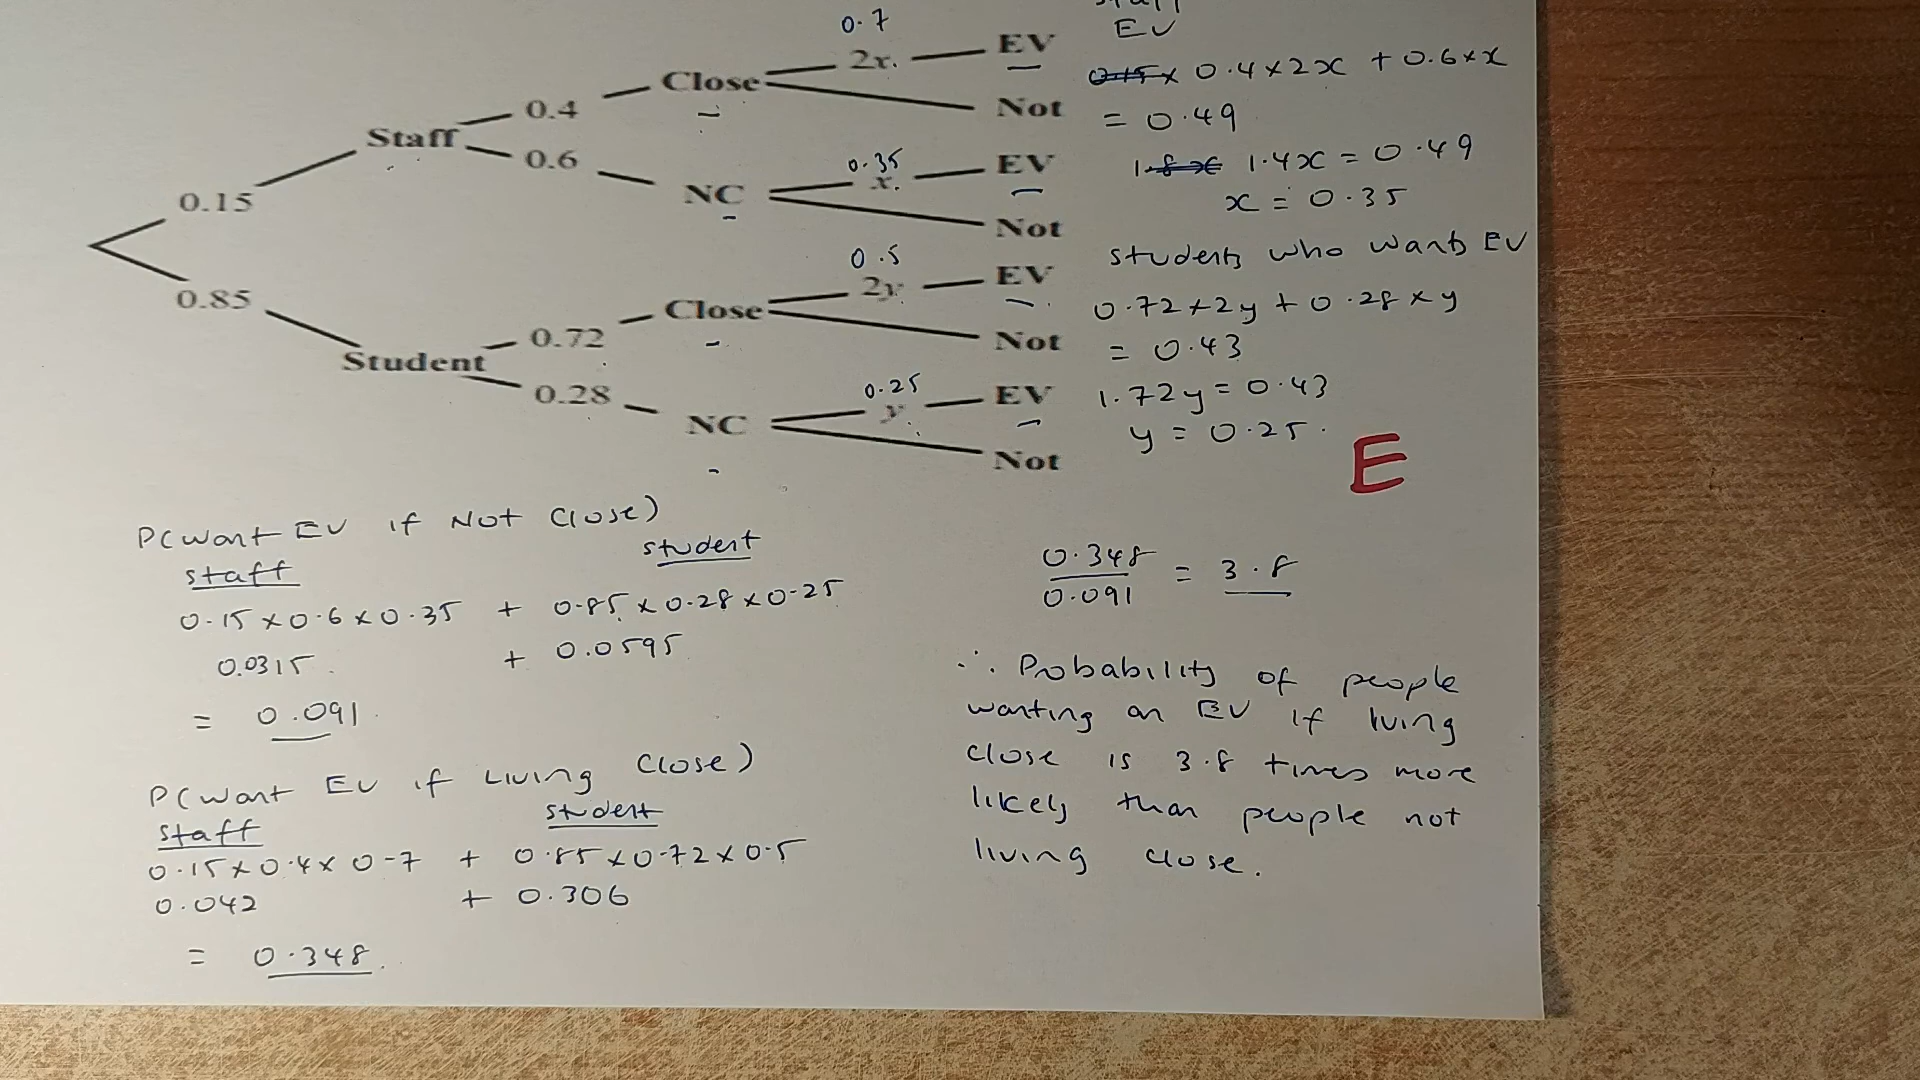 0.7
EV
2x.
EV
0.4×2x + 0.6×x
Close
0.4
Not
= 0.49
Staff
0.6
0.35
EV
1.4x = 0.49
x.
NC
x = 0.35
0.15
Not
students who wants EV
0.5
EV
2y
0.85
Close
0.72×2y + 0.28×y
0.72
Not
= 0.43
Student
0.28
0.25
EV
1.72y = 0.43
y
NC
y = 0.25.
Not
E
P(Want EV if Not Close)
staff
student
0.15×0.6×0.35 + 0.85×0.28×0.25
0.0315 + 0.0595
= 0.091
P(Want EV if Living Close)
staff
student
0.15×0.4×0.7 + 0.85×0.72×0.5
0.042 + 0.306
= 0.348.
0.348
0.091
= 3.8
∴ Probability of people
wanting an EV if living
close is 3.8 times more
likely than people not
living close.